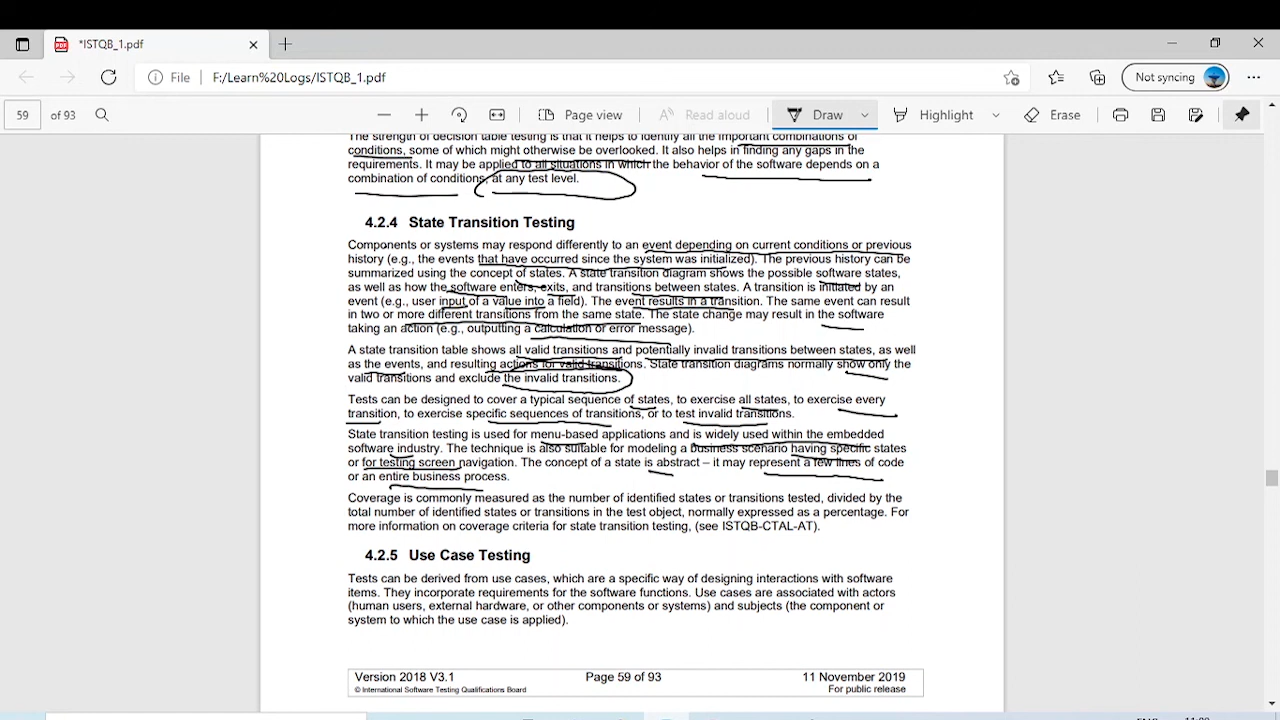 *ISTQB_1.pdf
File F:/Learn%20Logs/ISTQB_1.pdf Not syncing
59 of 93 Page view Read aloud Draw Highlight Erase
The strength of decision table testing is that it helps to identify all the important combinations of
conditions, some of which might otherwise be overlooked. It also helps in finding any gaps in the
requirements. It may be applied to all situations in which the behavior of the software depends on a
combination of conditions, at any test level.
4.2.4 State Transition Testing
Components or systems may respond differently to an event depending on current conditions or previous
history (e.g., the events that have occurred since the system was initialized). The previous history can be
summarized using the concept of states. A state transition diagram shows the possible software states,
as well as how the software enters, exits, and transitions between states. A transition is initiated by an
event (e.g., user input of a value into a field). The event results in a transition. The same event can result
in two or more different transitions from the same state. The state change may result in the software
taking an action (e.g., outputting a calculation or error message).
A state transition table shows all valid transitions and potentially invalid transitions between states, as well
as the events, and resulting actions for valid transitions. State transition diagrams normally show only the
valid transitions and exclude the invalid transitions.
Tests can be designed to cover a typical sequence of states, to exercise all states, to exercise every
transition, to exercise specific sequences of transitions, or to test invalid transitions.
State transition testing is used for menu-based applications and is widely used within the embedded
software industry. The technique is also suitable for modeling a business scenario having specific states
or for testing screen navigation. The concept of a state is abstract – it may represent a few lines of code
or an entire business process.
Coverage is commonly measured as the number of identified states or transitions tested, divided by the
total number of identified states or transitions in the test object, normally expressed as a percentage. For
more information on coverage criteria for state transition testing, (see ISTQB-CTAL-AT).
4.2.5 Use Case Testing
Tests can be derived from use cases, which are a specific way of designing interactions with software
items. They incorporate requirements for the software functions. Use cases are associated with actors
(human users, external hardware, or other components or systems) and subjects (the component or
system to which the use case is applied).
Version 2018 V3.1 Page 59 of 93 11 November 2019
© International Software Testing Qualifications Board For public release